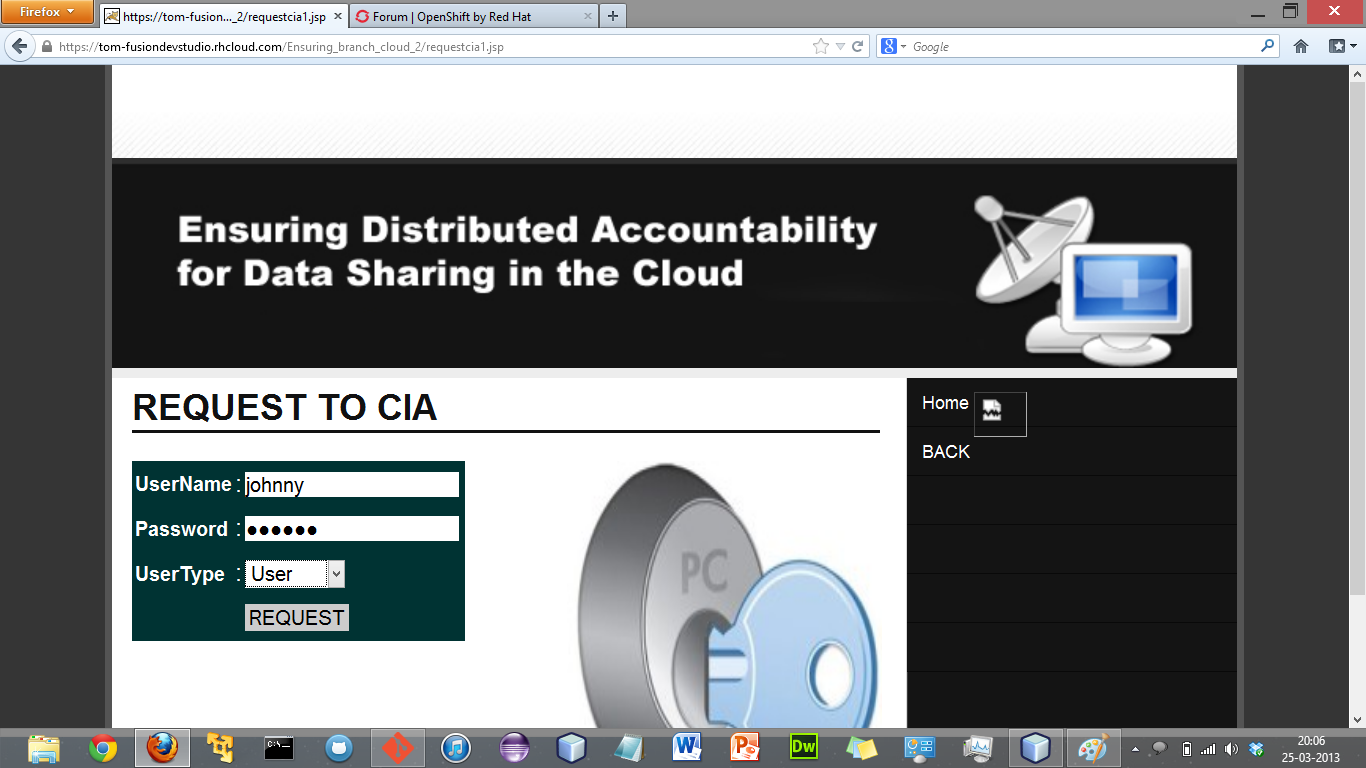 Firefox
https://tom-fusion..._2/requestcia1.jsp
Forum | OpenShift by Red Hat
https://tom-fusiondevstudio.rhcloud.com/Ensuring_branch_cloud_2/requestcia1.jsp
Google
Ensuring Distributed Accountability
for Data Sharing in the Cloud
REQUEST TO CIA
Home
BACK
UserName : johnny
Password : ●●●●●●
UserType : User
REQUEST
PC
20:06
25-03-2013